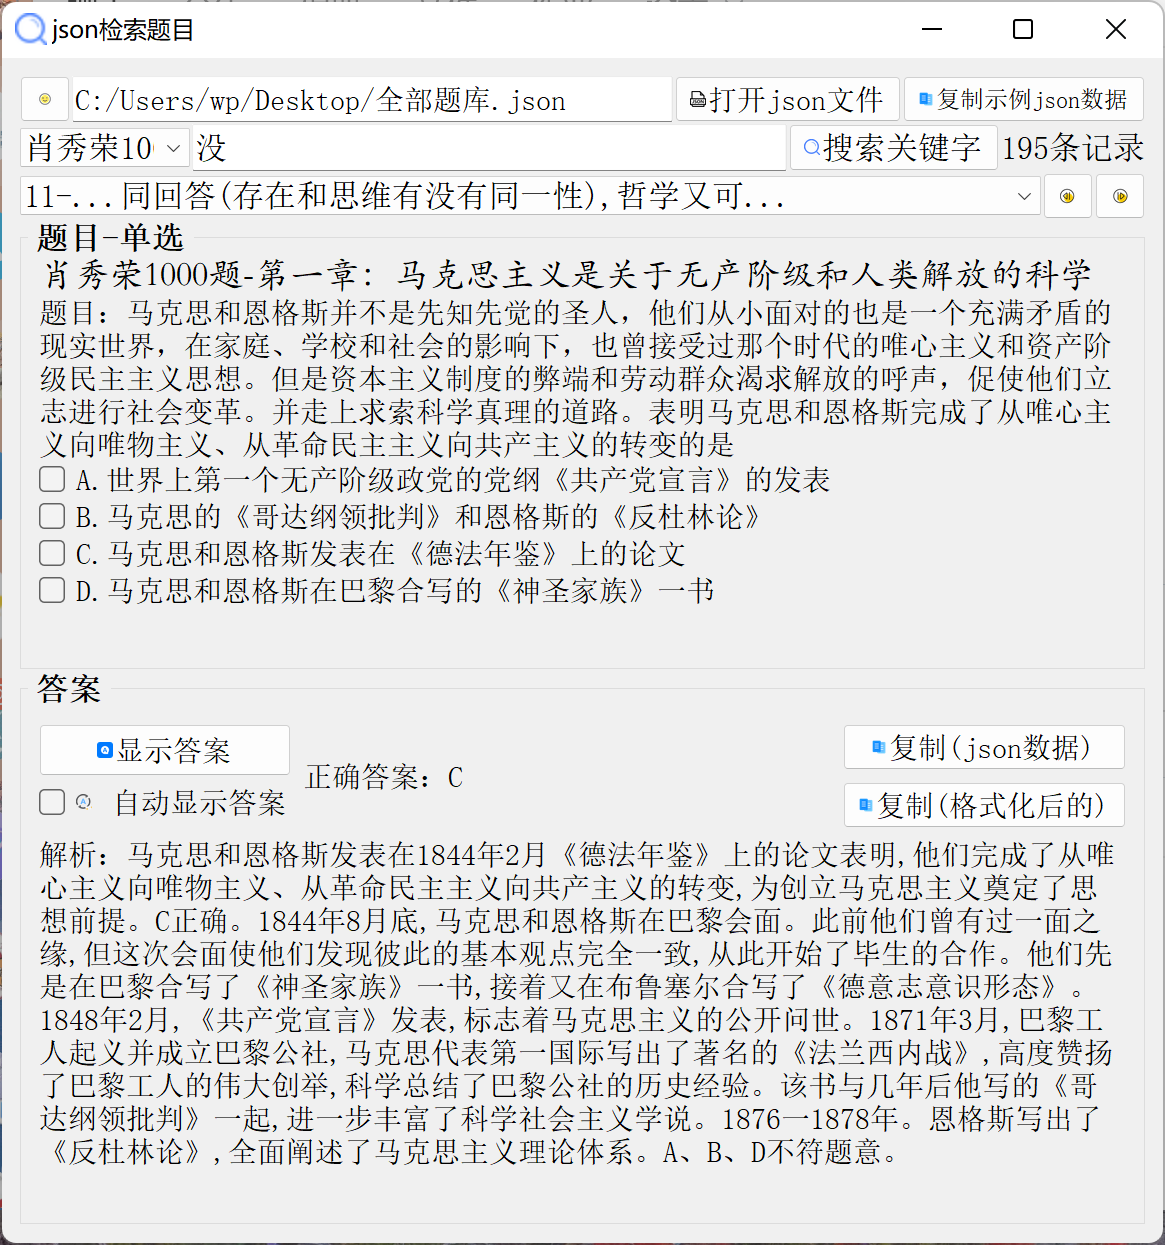 json检索题目
C:/Users/wp/Desktop/全部题库.json 打开json文件 复制示例json数据
肖秀荣10 没 搜索关键字 195条记录
11-...同回答(存在和思维有没有同一性),哲学又可...
题目-单选
肖秀荣1000题-第一章：马克思主义是关于无产阶级和人类解放的科学
题目：马克思和恩格斯并不是先知先觉的圣人，他们从小面对的也是一个充满矛盾的
现实世界，在家庭、学校和社会的影响下，也曾接受过那个时代的唯心主义和资产阶
级民主主义思想。但是资本主义制度的弊端和劳动群众渴求解放的呼声，促使他们立
志进行社会变革。并走上求索科学真理的道路。表明马克思和恩格斯完成了从唯心主
义向唯物主义、从革命民主主义向共产主义的转变的是
A.世界上第一个无产阶级政党的党纲《共产党宣言》的发表
B.马克思的《哥达纲领批判》和恩格斯的《反杜林论》
C.马克思和恩格斯发表在《德法年鉴》上的论文
D.马克思和恩格斯在巴黎合写的《神圣家族》一书
答案
显示答案
正确答案：C
自动显示答案
复制(json数据)
复制(格式化后的)
解析：马克思和恩格斯发表在1844年2月《德法年鉴》上的论文表明,他们完成了从唯
心主义向唯物主义、从革命民主主义向共产主义的转变,为创立马克思主义奠定了思
想前提。C正确。1844年8月底,马克思和恩格斯在巴黎会面。此前他们曾有过一面之
缘,但这次会面使他们发现彼此的基本观点完全一致,从此开始了毕生的合作。他们先
是在巴黎合写了《神圣家族》一书,接着又在布鲁塞尔合写了《德意志意识形态》。
1848年2月,《共产党宣言》发表,标志着马克思主义的公开问世。1871年3月,巴黎工
人起义并成立巴黎公社,马克思代表第一国际写出了著名的《法兰西内战》,高度赞扬
了巴黎工人的伟大创举,科学总结了巴黎公社的历史经验。该书与几年后他写的《哥
达纲领批判》一起,进一步丰富了科学社会主义学说。1876一1878年。恩格斯写出了
《反杜林论》,全面阐述了马克思主义理论体系。A、B、D不符题意。